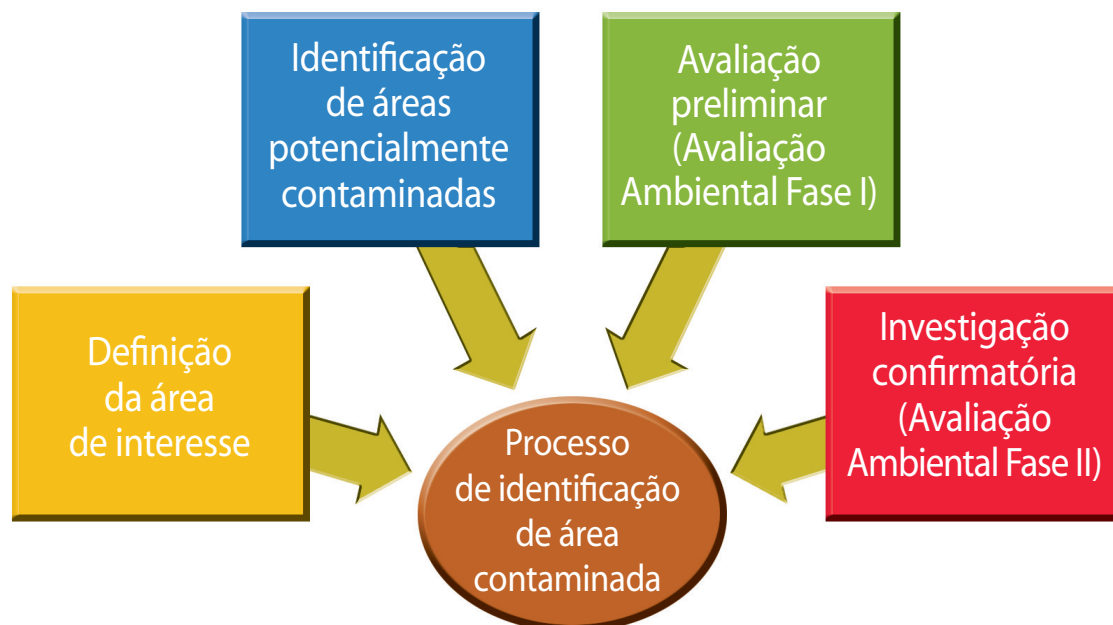 Definição
da área
de interesse
Identificação
de áreas
potencialmente
contaminadas
Avaliação
preliminar
(Avaliação
Ambiental Fase I)
Investigação
confirmatória
(Avaliação
Ambiental Fase II)
Processo
de identificação
de área
contaminada